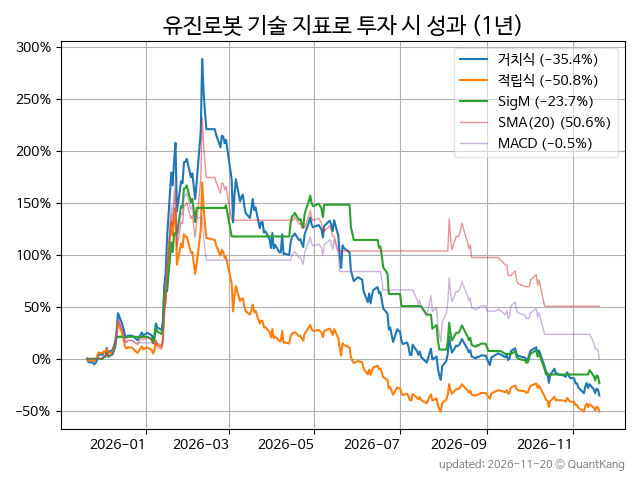 유진로봇 기술 지표로 투자 시 성과 (1년)
300%
250%
200%
150%
100%
50%
0%
−50%
거치식 (−35.4%)
적립식 (−50.8%)
SigM (−23.7%)
SMA(20) (50.6%)
MACD (−0.5%)
2026-01
2026-03
2026-05
2026-07
2026-09
2026-11
updated: 2026-11-20 © QuantKang